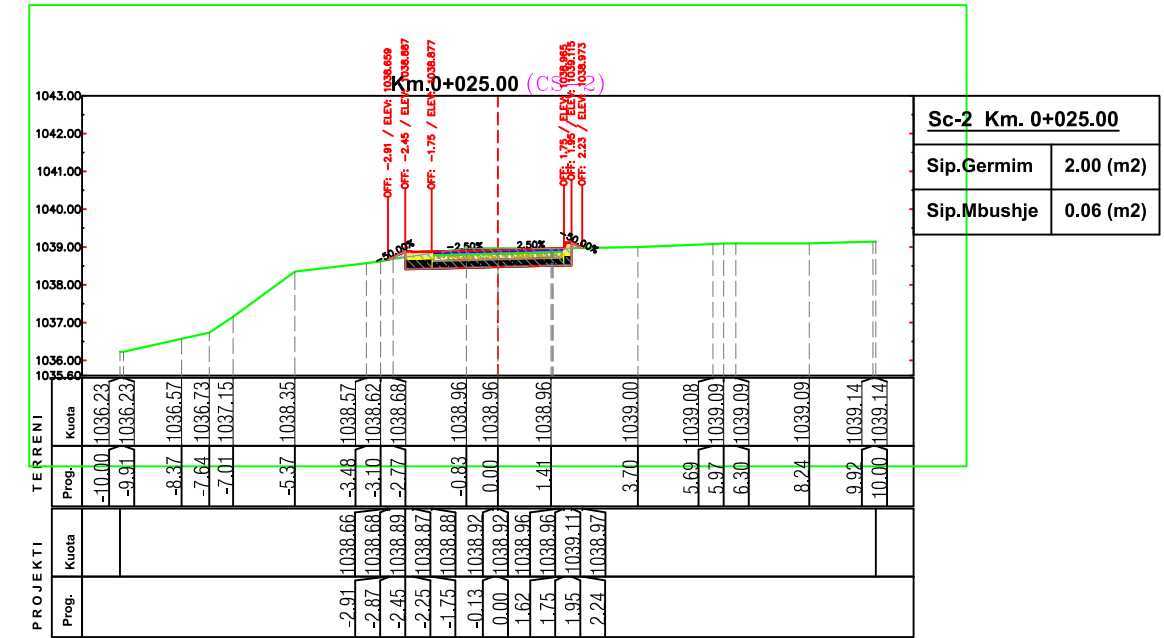 OFF: -2.91 / ELEV: 1038.659
OFF: -2.45 / ELEV: 1038.887
OFF: -1.75 / ELEV: 1038.877
OFF: 1.75 / ELEV: 1038.965
OFF: 1.95 / ELEV: 1039.115
OFF: 2.23 / ELEV: 1038.973
Km.0+025.00
1043.00
1042.00
1041.00
1040.00
1039.00
1038.00
1037.00
1036.00
1035.60
-50.00% -2.50% 2.50% -50.00%
Sc-2 Km. 0+025.00
Sip.Germim 2.00 (m2)
Sip.Mbushje 0.06 (m2)
TERRENI
Kuota 1036.23 1036.23 1036.57 1036.73 1037.15 1038.35 1038.57 1038.62 1038.68 1038.96 1038.96 1038.96 1039.00 1039.08 1039.09 1039.09 1039.09 1039.14 1039.14
Prog. -10.00 -9.91 -8.37 -7.64 -7.01 -5.37 -3.48 -3.10 -2.77 -0.83 0.00 1.41 3.70 5.69 5.97 6.30 8.24 9.92 10.00
PROJEKTI
Kuota 1038.66 1038.68 1038.89 1038.87 1038.88 1038.92 1038.92 1038.96 1038.96 1039.11 1038.97
Prog. -2.91 -2.87 -2.45 -2.25 -1.75 -0.13 0.00 1.62 1.75 1.95 2.24